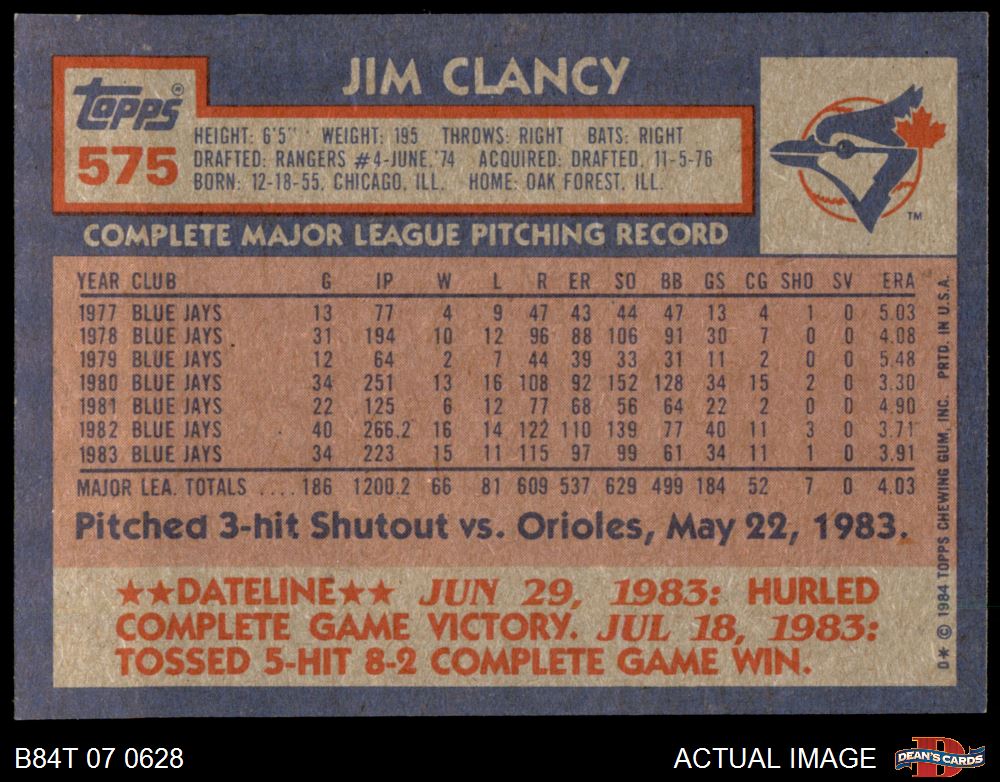 JIM CLANCY
Topps®
575
HEIGHT: 6'5" WEIGHT: 195 THROWS: RIGHT BATS: RIGHT
DRAFTED: RANGERS #4-JUNE,'74 ACQUIRED: DRAFTED, 11-5-76
BORN: 12-18-55, CHICAGO, ILL. HOME: OAK FOREST, ILL.
TM
COMPLETE MAJOR LEAGUE PITCHING RECORD
YEAR CLUB G IP W L R ER SO BB GS CG SHO SV ERA
1977 BLUE JAYS 13 77 4 9 47 43 44 47 13 4 1 0 5.03
1978 BLUE JAYS 31 194 10 12 96 88 106 91 30 7 0 0 4.08
1979 BLUE JAYS 12 64 2 7 44 39 33 31 11 2 0 0 5.48
1980 BLUE JAYS 34 251 13 16 108 92 152 128 34 15 2 0 3.30
1981 BLUE JAYS 22 125 6 12 77 68 56 64 22 2 0 0 4.90
1982 BLUE JAYS 40 266.2 16 14 122 110 139 77 40 11 3 0 3.71
1983 BLUE JAYS 34 223 15 11 115 97 99 61 34 11 1 0 3.91
MAJOR LEA. TOTALS .... 186 1200.2 66 81 609 537 629 499 184 52 7 0 4.03
Pitched 3-hit Shutout vs. Orioles, May 22, 1983.
★★DATELINE★★ JUN 29, 1983: HURLED
COMPLETE GAME VICTORY. JUL 18, 1983:
TOSSED 5-HIT 8-2 COMPLETE GAME WIN.
D* © 1984 TOPPS CHEWING GUM, INC. PRTD. IN U.S.A.
B84T 07 0628
ACTUAL IMAGE
D
DEAN'S CARDS